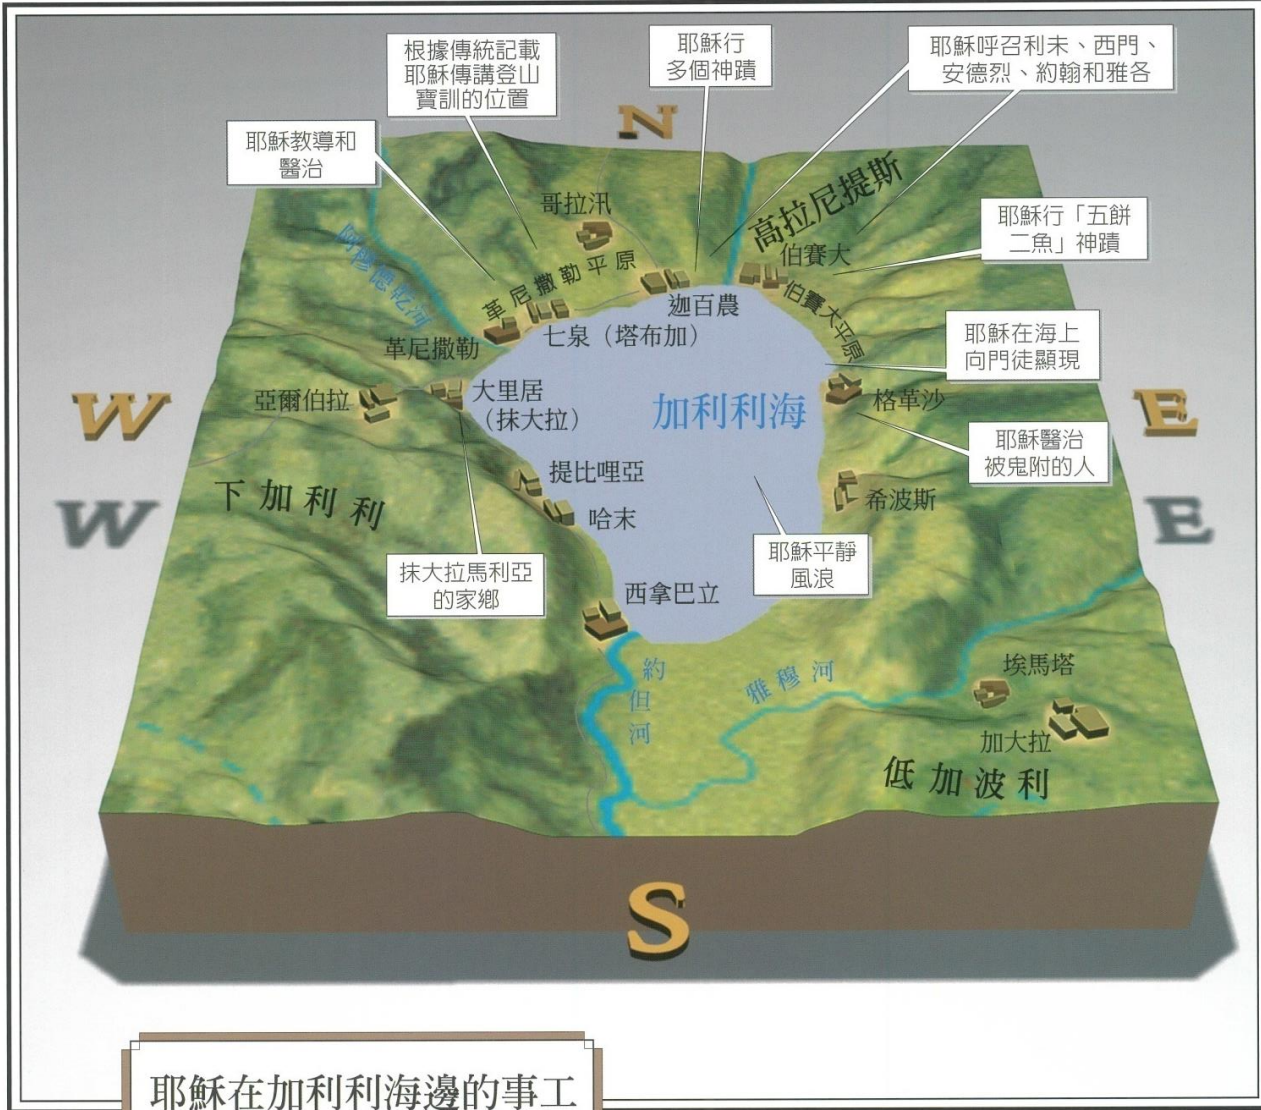 根據傳統記載
耶穌傳講登山
寶訓的位置
耶穌行
多個神蹟
耶穌呼召利未、西門、
安德烈、約翰和雅各
耶穌教導和
醫治
N
哥拉汛
高拉尼提斯
伯賽大
耶穌行「五餅
二魚」神蹟
革尼撒勒平原
迦百農
伯賽大平原
七泉（塔布加）
革尼撒勒
耶穌在海上
向門徒顯現
W
亞爾伯拉
大里居
（抹大拉）
加利利海
格革沙
E
耶穌醫治
被鬼附的人
提比哩亞
希波斯
下加利利
哈末
W
E
耶穌平靜
風浪
抹大拉馬利亞
的家鄉
西拿巴立
約但河
雅穆河
埃馬塔
加大拉
低加波利
S
耶穌在加利利海邊的事工